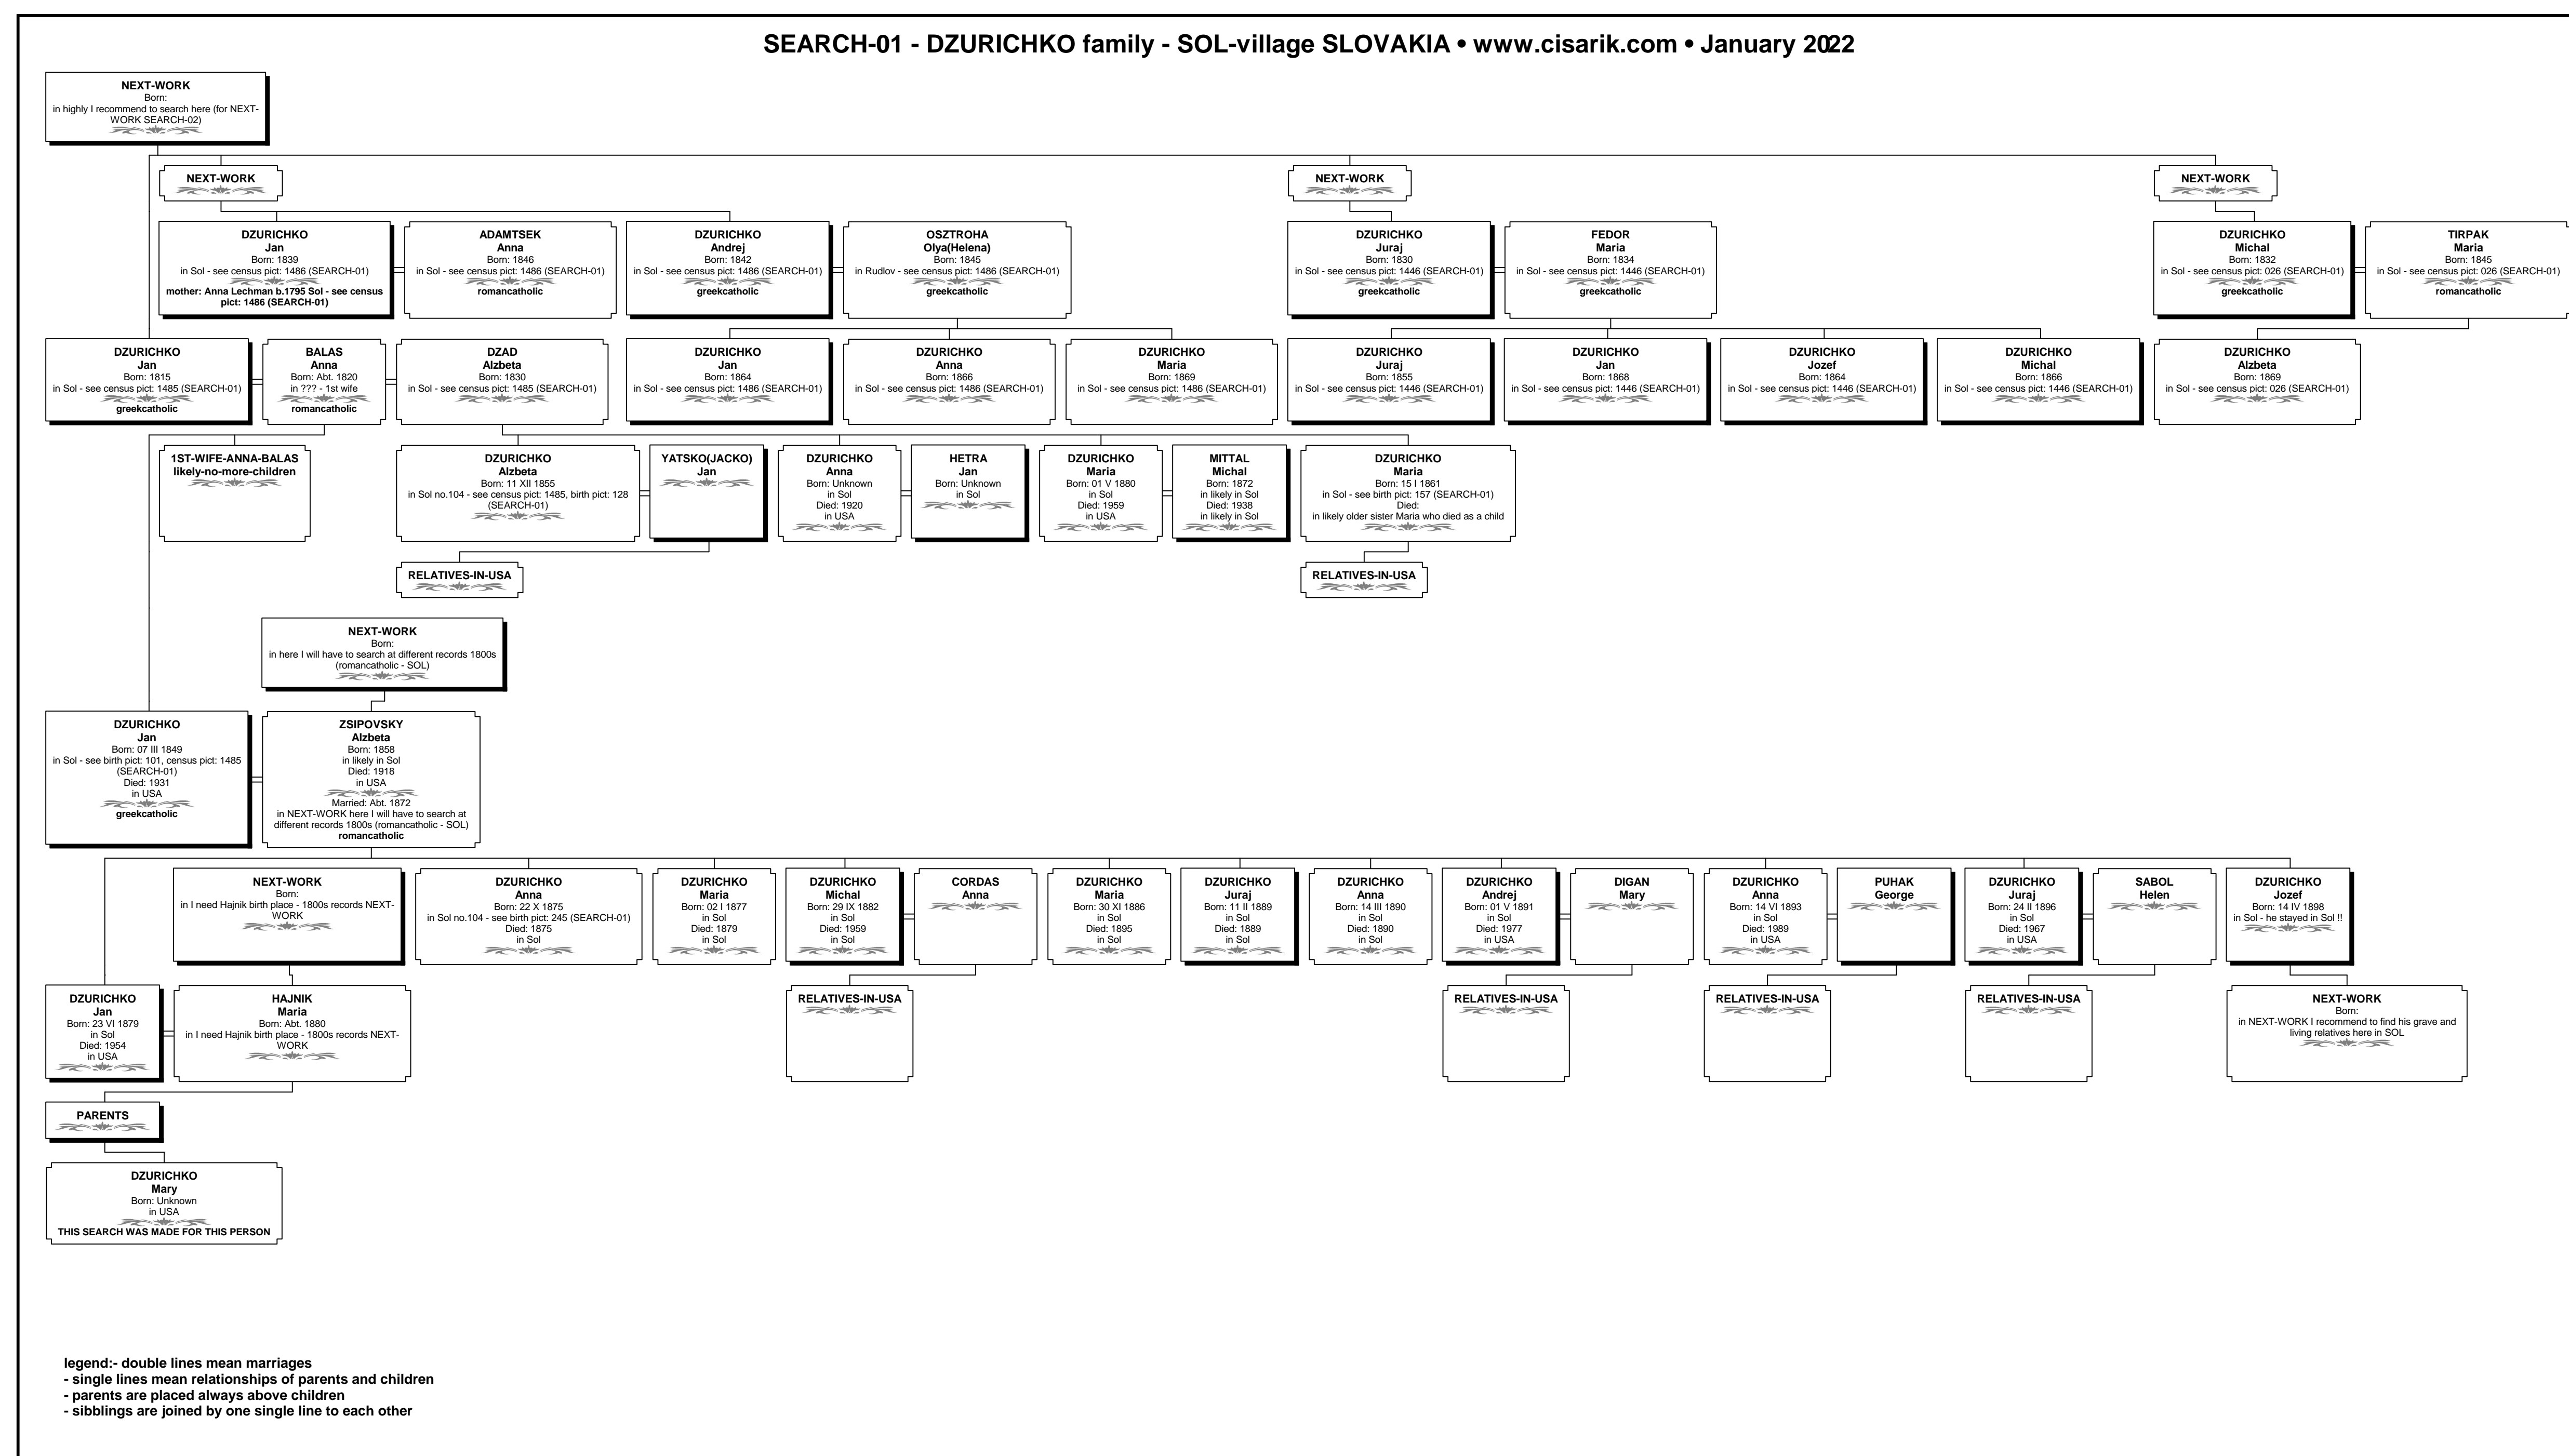 SEARCH-01 - DZURICHKO family - SOL-village SLOVAKIA • www.cisarik.com • January 2022
NEXT-WORK
Born:
in highly I recommend to search here (for NEXT-
WORK SEARCH-02)
NEXT-WORK
NEXT-WORK
NEXT-WORK
DZURICHKO
Jan
Born: 1839
in Sol - see census pict: 1486 (SEARCH-01)
mother: Anna Lechman b.1795 Sol - see census
pict: 1486 (SEARCH-01)
ADAMTSEK
Anna
Born: 1846
in Sol - see census pict: 1486 (SEARCH-01)
romancatholic
DZURICHKO
Andrej
Born: 1842
in Sol - see census pict: 1486 (SEARCH-01)
greekcatholic
OSZTROHA
Olya(Helena)
Born: 1845
in Rudlov - see census pict: 1486 (SEARCH-01)
greekcatholic
DZURICHKO
Juraj
Born: 1830
in Sol - see census pict: 1446 (SEARCH-01)
greekcatholic
FEDOR
Maria
Born: 1834
in Sol - see census pict: 1446 (SEARCH-01)
greekcatholic
DZURICHKO
Michal
Born: 1832
in Sol - see census pict: 026 (SEARCH-01)
greekcatholic
TIRPAK
Maria
Born: 1845
in Sol - see census pict: 026 (SEARCH-01)
romancatholic
DZURICHKO
Jan
Born: 1815
in Sol - see census pict: 1485 (SEARCH-01)
greekcatholic
BALAS
Anna
Born: Abt. 1820
in ??? - 1st wife
romancatholic
DZAD
Alzbeta
Born: 1830
in Sol - see census pict: 1485 (SEARCH-01)
DZURICHKO
Jan
Born: 1864
in Sol - see census pict: 1486 (SEARCH-01)
DZURICHKO
Anna
Born: 1866
in Sol - see census pict: 1486 (SEARCH-01)
DZURICHKO
Maria
Born: 1869
in Sol - see census pict: 1486 (SEARCH-01)
DZURICHKO
Juraj
Born: 1855
in Sol - see census pict: 1446 (SEARCH-01)
DZURICHKO
Jan
Born: 1868
in Sol - see census pict: 1446 (SEARCH-01)
DZURICHKO
Jozef
Born: 1864
in Sol - see census pict: 1446 (SEARCH-01)
DZURICHKO
Michal
Born: 1866
in Sol - see census pict: 1446 (SEARCH-01)
DZURICHKO
Alzbeta
Born: 1869
in Sol - see census pict: 026 (SEARCH-01)
1ST-WIFE-ANNA-BALAS
likely-no-more-children
DZURICHKO
Alzbeta
Born: 11 XII 1855
in Sol no.104 - see census pict: 1485, birth pict: 128
(SEARCH-01)
YATSKO(JACKO)
Jan
DZURICHKO
Anna
Born: Unknown
in Sol
Died: 1920
in USA
HETRA
Jan
Born: Unknown
in Sol
DZURICHKO
Maria
Born: 01 V 1880
in Sol
Died: 1959
in USA
MITTAL
Michal
Born: 1872
in likely in Sol
Died: 1938
in likely in Sol
DZURICHKO
Maria
Born: 15 I 1861
in Sol - see birth pict: 157 (SEARCH-01)
Died:
in likely older sister Maria who died as a child
RELATIVES-IN-USA
RELATIVES-IN-USA
NEXT-WORK
Born:
in here I will have to search at different records 1800s
(romancatholic - SOL)
DZURICHKO
Jan
Born: 07 III 1849
in Sol - see birth pict: 101, census pict: 1485
(SEARCH-01)
Died: 1931
in USA
greekcatholic
ZSIPOVSKY
Alzbeta
Born: 1858
in likely in Sol
Died: 1918
in USA
Married: Abt. 1872
in NEXT-WORK here I will have to search at
different records 1800s (romancatholic - SOL)
romancatholic
NEXT-WORK
Born:
in I need Hajnik birth place - 1800s records NEXT-
WORK
DZURICHKO
Anna
Born: 22 X 1875
in Sol no.104 - see birth pict: 245 (SEARCH-01)
Died: 1875
in Sol
DZURICHKO
Maria
Born: 02 I 1877
in Sol
Died: 1879
in Sol
DZURICHKO
Michal
Born: 29 IX 1882
in Sol
Died: 1959
in Sol
CORDAS
Anna
DZURICHKO
Maria
Born: 30 XI 1886
in Sol
Died: 1895
in Sol
DZURICHKO
Juraj
Born: 11 II 1889
in Sol
Died: 1889
in Sol
DZURICHKO
Anna
Born: 14 III 1890
in Sol
Died: 1890
in Sol
DZURICHKO
Andrej
Born: 01 V 1891
in Sol
Died: 1977
in USA
DIGAN
Mary
DZURICHKO
Anna
Born: 14 VI 1893
in Sol
Died: 1989
in USA
PUHAK
George
DZURICHKO
Juraj
Born: 24 II 1896
in Sol
Died: 1967
in USA
SABOL
Helen
DZURICHKO
Jozef
Born: 14 IV 1898
in Sol - he stayed in Sol !!
DZURICHKO
Jan
Born: 23 VI 1879
in Sol
Died: 1954
in USA
HAJNIK
Maria
Born: Abt. 1880
in I need Hajnik birth place - 1800s records NEXT-
WORK
RELATIVES-IN-USA
RELATIVES-IN-USA
RELATIVES-IN-USA
RELATIVES-IN-USA
NEXT-WORK
Born:
in NEXT-WORK I recommend to find his grave and
living relatives here in SOL
PARENTS
DZURICHKO
Mary
Born: Unknown
in USA
THIS SEARCH WAS MADE FOR THIS PERSON
legend:- double lines mean marriages
- single lines mean relationships of parents and children
- parents are placed always above children
- sibblings are joined by one single line to each other